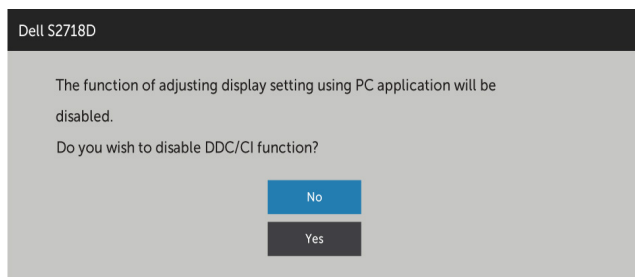 Dell S2718D
The function of adjusting display setting using PC application will be
disabled.
Do you wish to disable DDC/CI function?
No
Yes